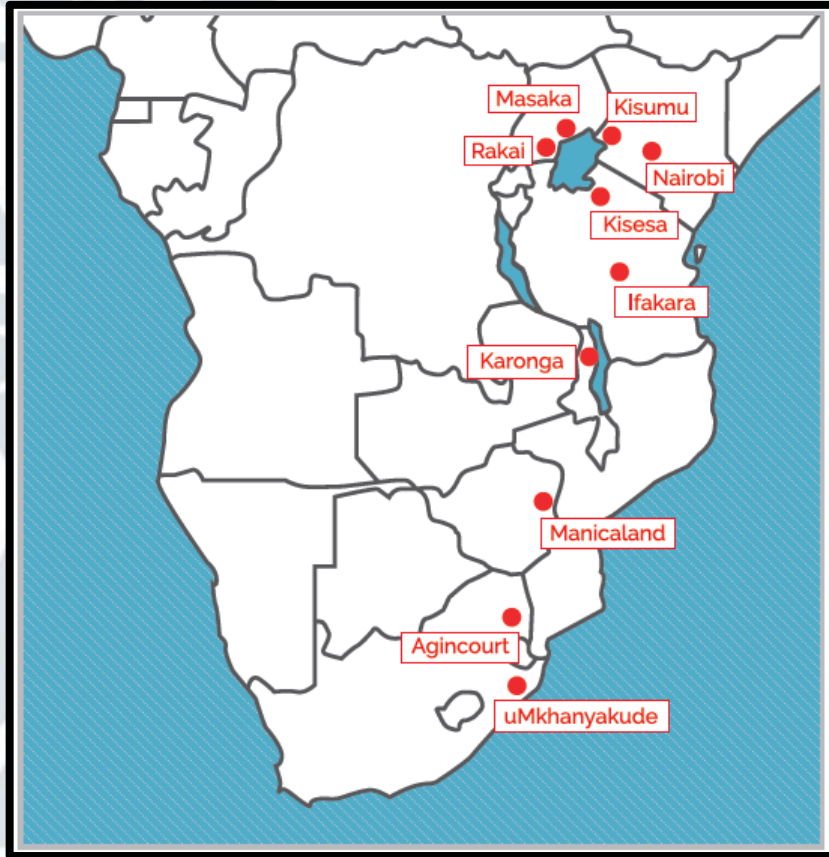 Masaka
Kisumu
Rakai
Nairobi
Kisesa
Ifakara
Karonga
Manicaland
Agincourt
uMkhanyakude